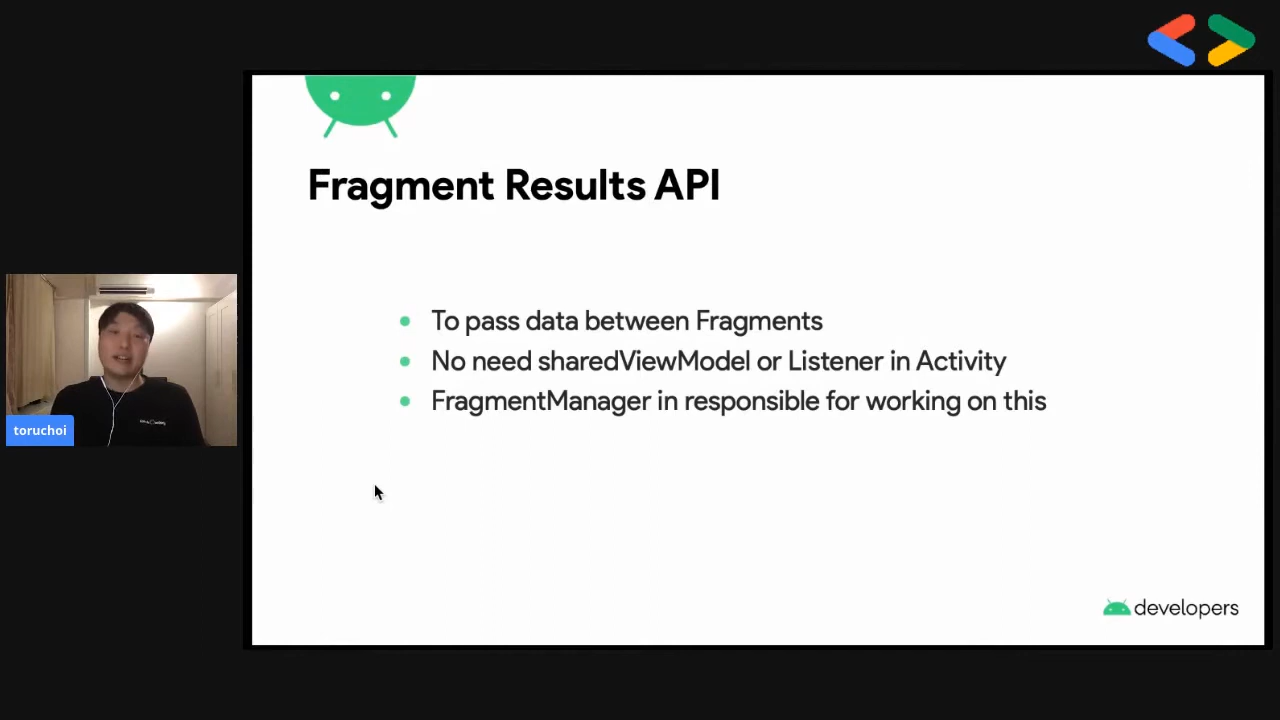 Fragment Results API
To pass data between Fragments
No need sharedViewModel or Listener in Activity
FragmentManager in responsible for working on this
toruchoi
developers